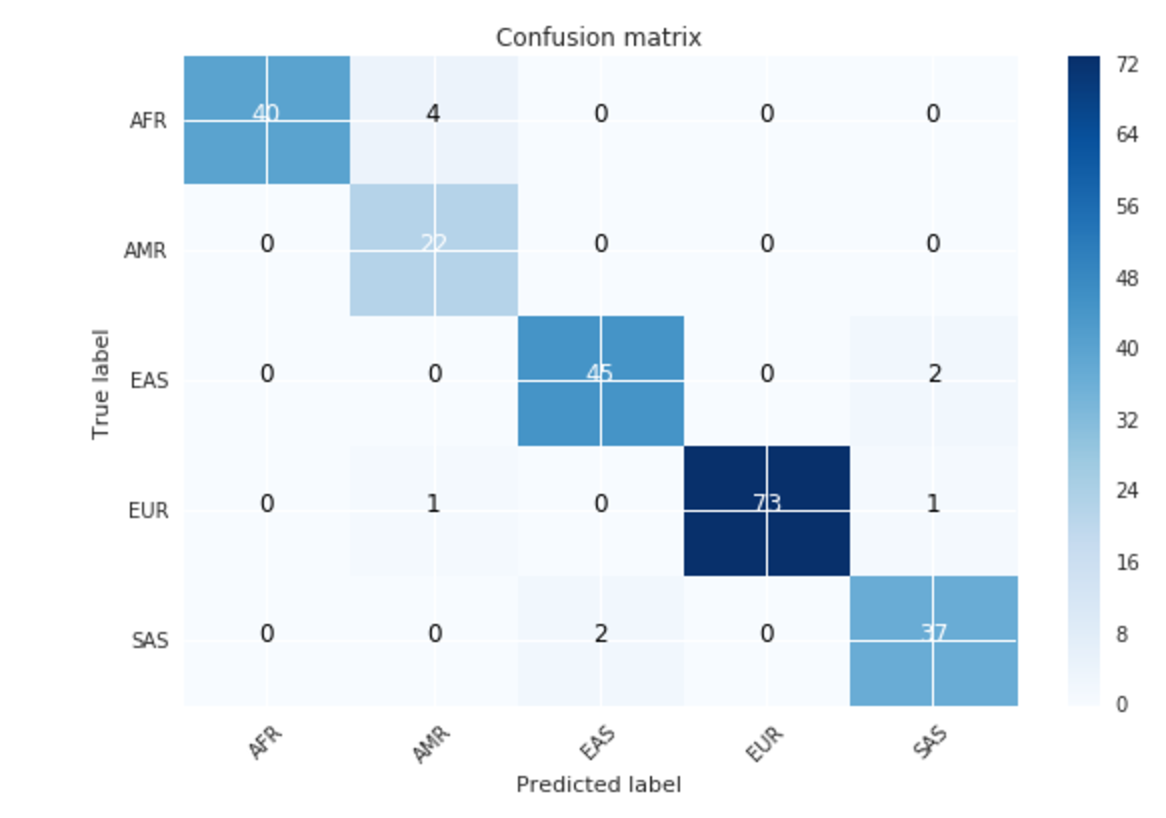 Confusion matrix
AFR 40 4 0 0 0
AMR 0 22 0 0 0
EAS 0 0 45 0 2
EUR 0 1 0 73 1
SAS 0 0 2 0 37
AFR AMR EAS EUR SAS
Predicted label
True label
72
64
56
48
40
32
24
16
8
0